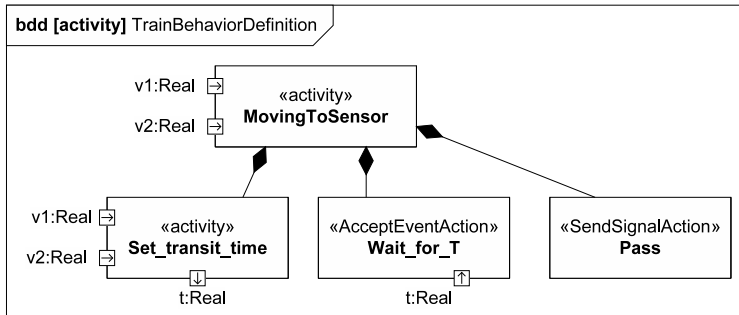 bdd [activity] TrainBehaviorDefinition
v1:Real
v2:Real
«activity»
MovingToSensor
v1:Real
v2:Real
«activity»
Set_transit_time
t:Real
«AcceptEventAction»
Wait_for_T
t:Real
«SendSignalAction»
Pass